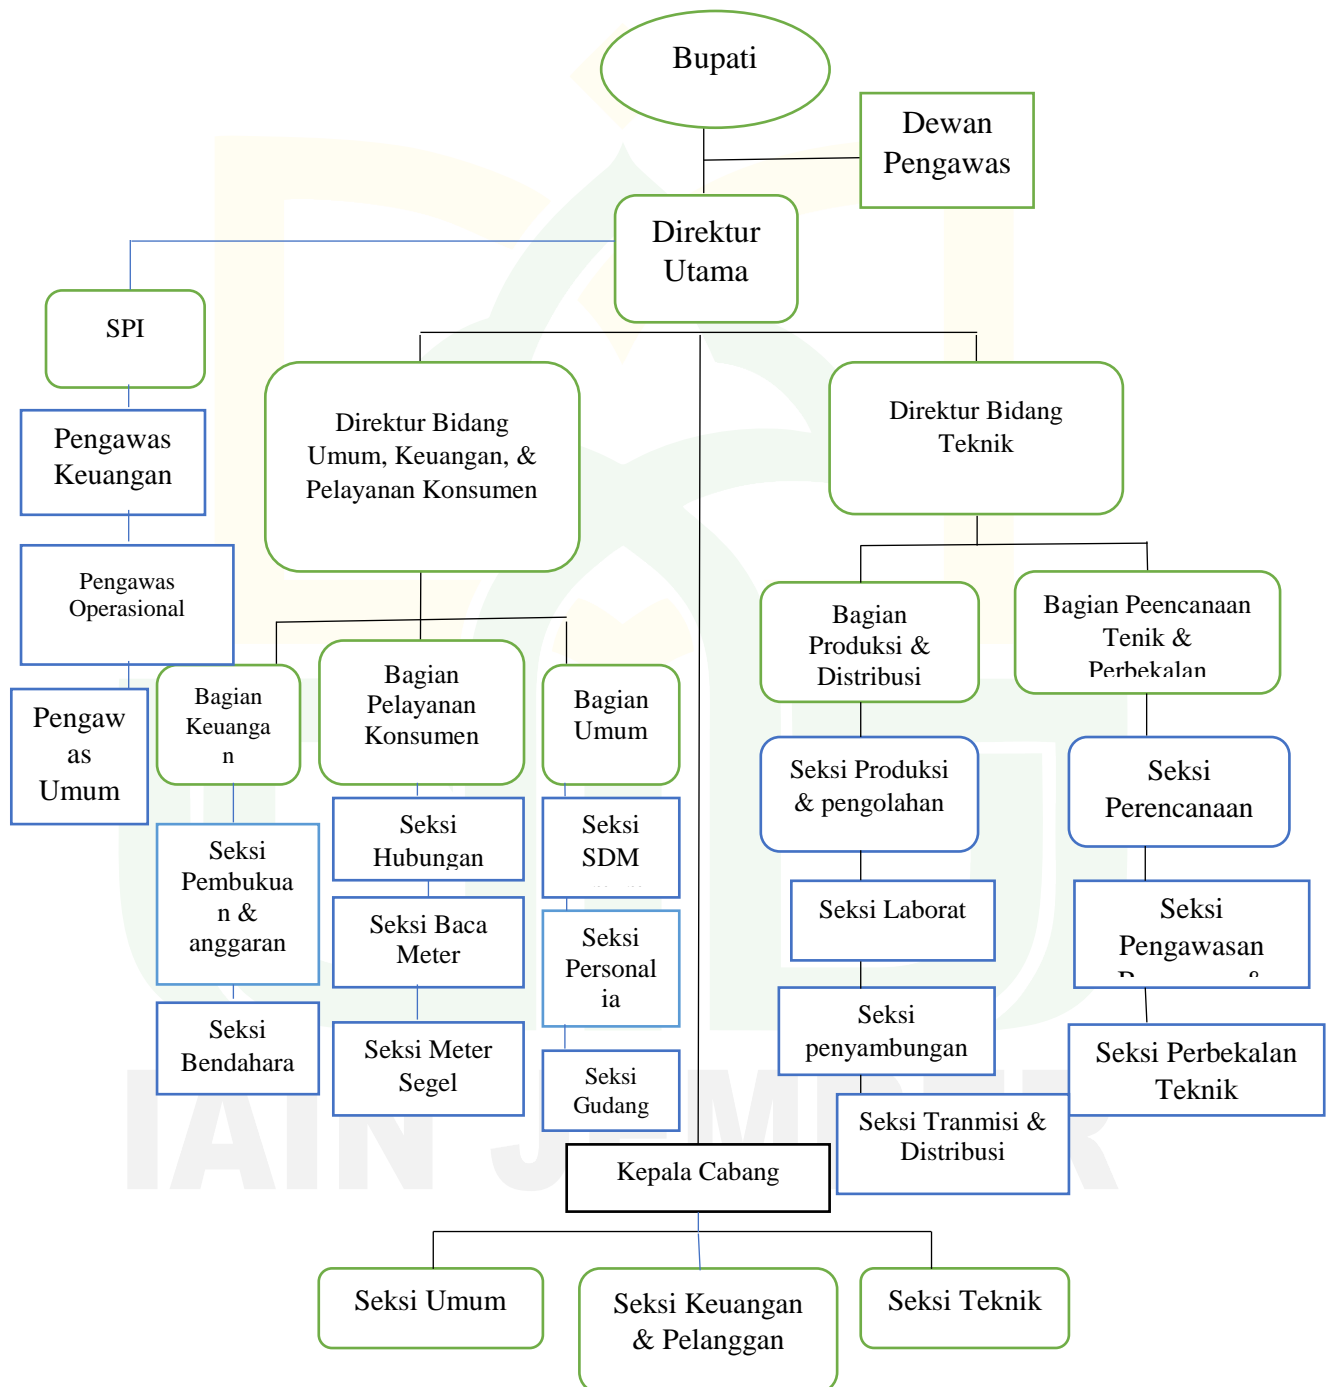 Bupati
Dewan
Pengawas
Direktur
Utama
SPI
Pengawas
Keuangan
Pengawas
Operasional
Pengaw
as
Umum
Direktur Bidang
Umum, Keuangan, &
Pelayanan Konsumen
Direktur Bidang
Teknik
Bagian
Keuanga
n
Seksi
Pembukua
n &
anggaran
Seksi
Bendahara
Bagian
Pelayanan
Konsumen
Seksi
Hubungan
Seksi Baca
Meter
Seksi Meter
Segel
Bagian
Umum
Seksi
SDM
Seksi
Personal
ia
Seksi
Gudang
Bagian
Produksi &
Distribusi
Seksi Produksi
& pengolahan
Seksi Laborat
Seksi
penyambungan
Seksi Tranmisi &
Distribusi
Bagian Peencanaan
Tenik &
Perbekalan
Seksi
Perencanaan
Seksi
Pengawasan
&
Seksi Perbekalan
Teknik
Kepala Cabang
Seksi Umum
Seksi Keuangan
& Pelanggan
Seksi Teknik
IAIN JEMBER